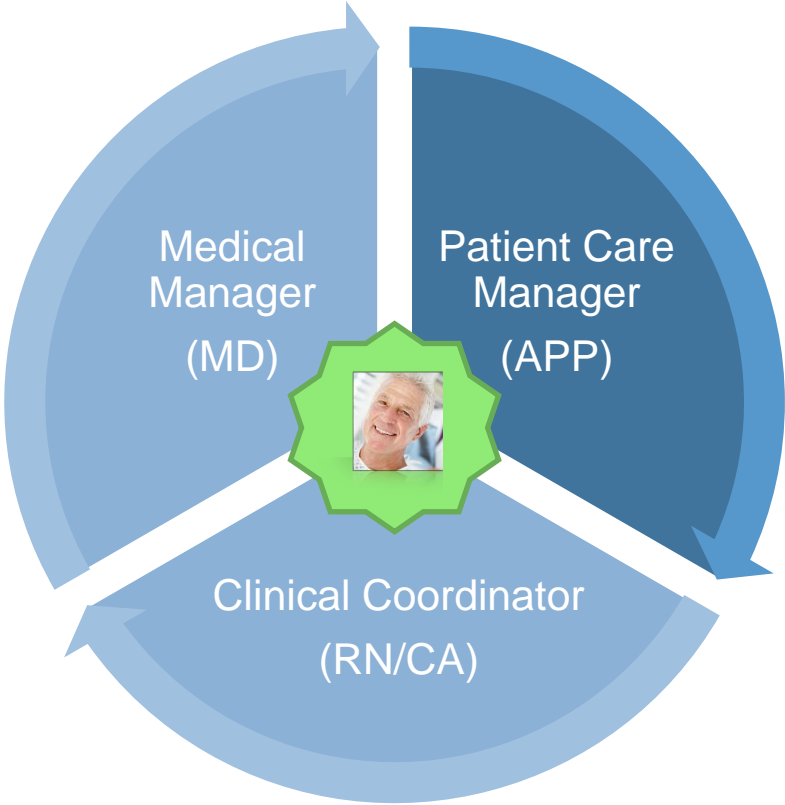 Medical
Manager
(MD)
Patient Care
Manager
(APP)
Clinical Coordinator
(RN/CA)